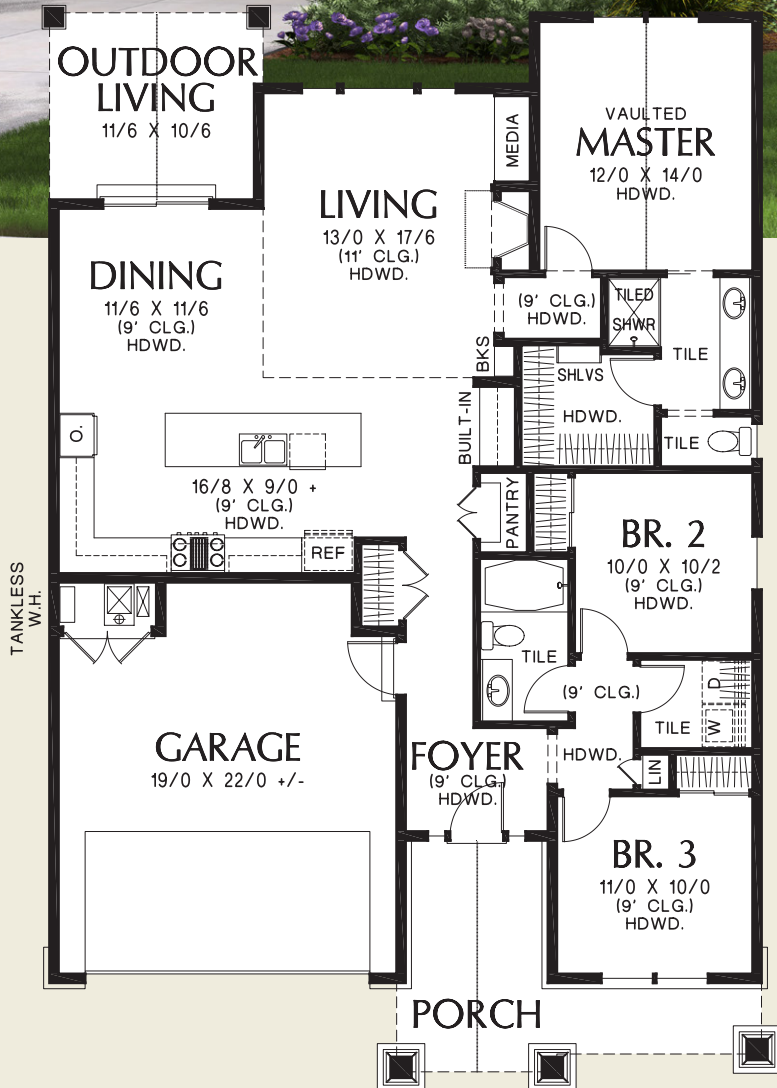 OUTDOOR
LIVING
11/6 X 10/6
VAULTED
MASTER
12/0 X 14/0
HDWD.
MEDIA
LIVING
13/0 X 17/6
(11' CLG.)
HDWD.
DINING
11/6 X 11/6
(9' CLG.)
HDWD.
(9' CLG.)
HDWD.
TILED
SHWR
TILE
BKS
SHLVS
HDWD.
BUILT-IN
TILE
O.
16/8 X 9/0 +
(9' CLG.)
HDWD.
REF
PANTRY
BR. 2
10/0 X 10/2
(9' CLG.)
HDWD.
TANKLESS
W.H.
TILE
(9' CLG.)
D
W
TILE
HDWD.
LIN
GARAGE
19/0 X 22/0 +/-
FOYER
(9' CLG.)
HDWD.
BR. 3
11/0 X 10/0
(9' CLG.)
HDWD.
PORCH